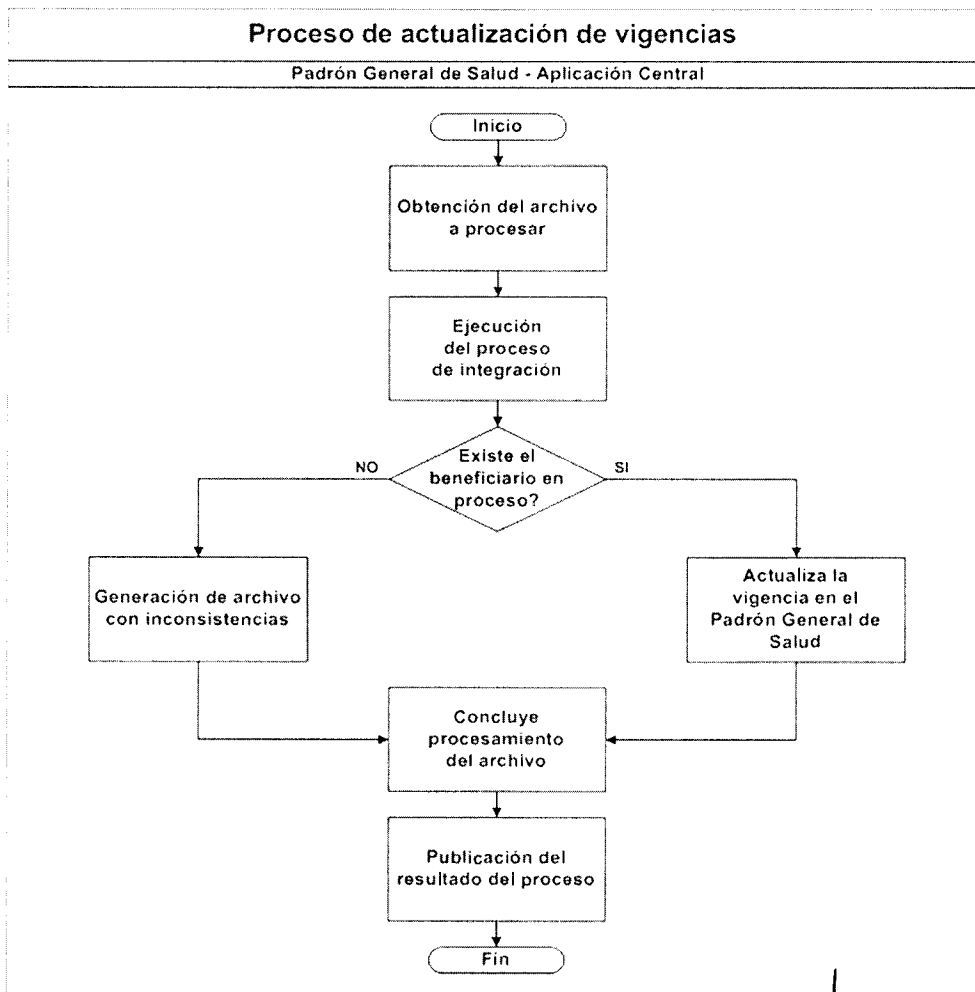 Proceso de actualización de vigencias
Padrón General de Salud - Aplicación Central
Inicio
Obtención del archivo
a procesar
Ejecución
del proceso
de integración
Existe el
beneficiario en
proceso?
NO
SI
Generación de archivo
con inconsistencias
Actualiza la
vigencia en el
Padrón General de
Salud
Concluye
procesamiento
del archivo
Publicación del
resultado del proceso
Fin